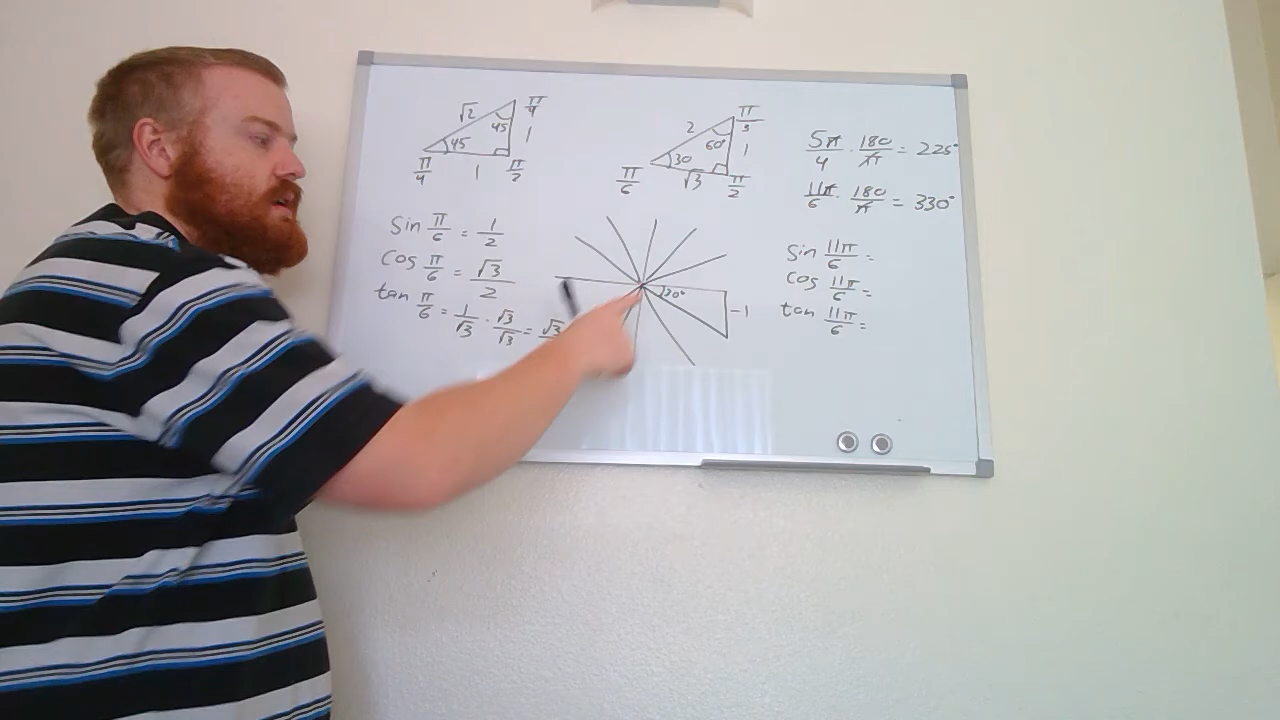 √2 45 π/4 1
45
π/4 1 π/2
2 60° π/3 1
30
π/6 √3 π/2
5π/4 · 180/π = 225°
11π/6 · 180/π = 330°
sin π/6 = 1/2
cos π/6 = √3/2
tan π/6 = 1/√3 · √3/√3 = √3
30°
-1
sin 11π/6 =
cos 11π/6 =
tan 11π/6 =